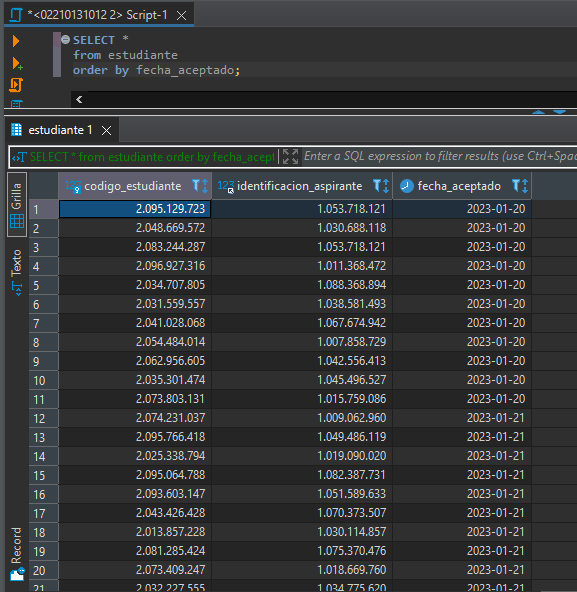 *<02210131012 2> Script-1
SELECT *
from estudiante
order by fecha_aceptado;
estudiante 1
SELECT * from estudiante order by fecha_acept
Enter a SQL expression to filter results (use Ctrl+Spac
Grilla
Texto
Record
codigo_estudiante identificacion_aspirante fecha_aceptado
1 2.095.129.723 1.053.718.121 2023-01-20
2 2.048.669.572 1.030.688.118 2023-01-20
3 2.083.244.287 1.053.718.121 2023-01-20
4 2.096.927.316 1.011.368.472 2023-01-20
5 2.034.707.805 1.088.368.894 2023-01-20
6 2.031.559.557 1.038.581.493 2023-01-20
7 2.041.028.068 1.067.674.942 2023-01-20
8 2.054.484.014 1.007.858.729 2023-01-20
9 2.062.956.605 1.042.556.413 2023-01-20
10 2.035.301.474 1.045.496.527 2023-01-20
11 2.073.803.131 1.015.759.086 2023-01-20
12 2.074.231.037 1.009.062.960 2023-01-21
13 2.095.766.418 1.049.486.119 2023-01-21
14 2.025.338.794 1.019.090.020 2023-01-21
15 2.095.064.788 1.082.387.731 2023-01-21
16 2.093.603.147 1.051.589.633 2023-01-21
17 2.043.426.428 1.070.373.507 2023-01-21
18 2.013.857.228 1.030.114.857 2023-01-21
19 2.081.285.424 1.075.370.476 2023-01-21
20 2.073.409.247 1.018.669.760 2023-01-21
21 2.032.227.555 1.034.775.620 2023-01-21